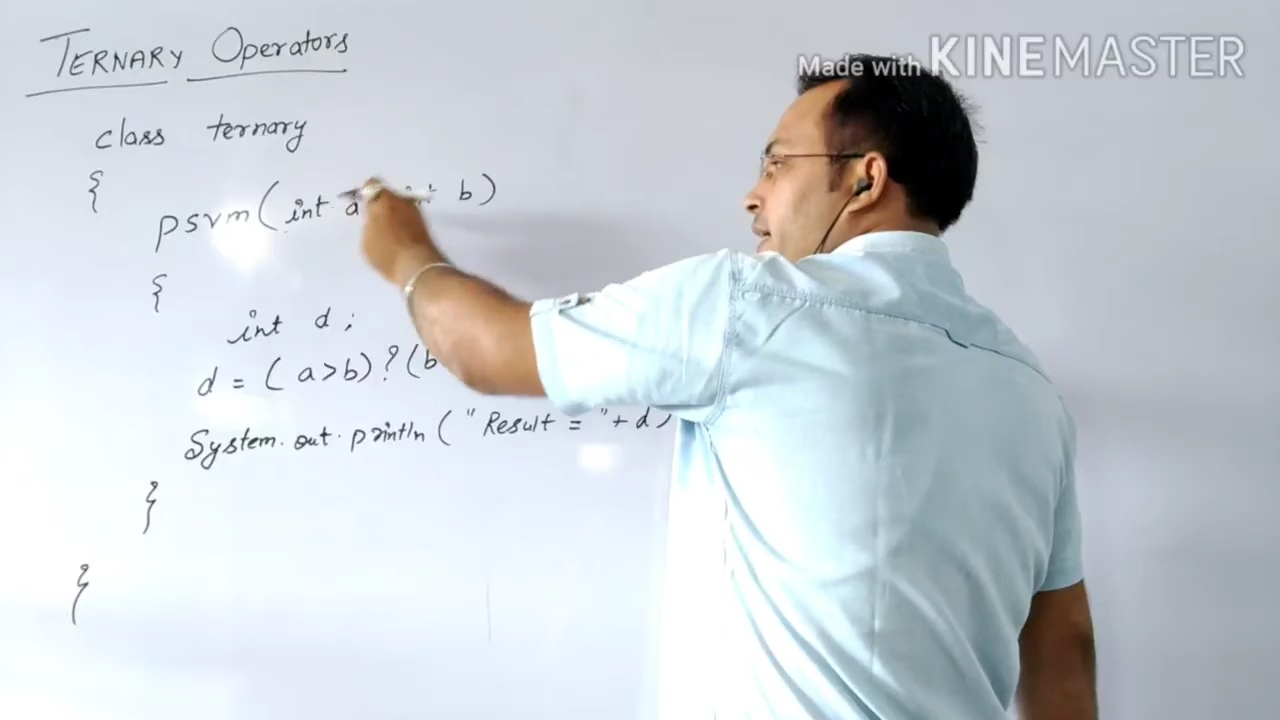 TERNARY Operators
Made with KINEMASTER
class ternary
{
psvm(int a b)
{
int d;
d = (a>b)?(b
System.out.println("Result = "+d)
}
}